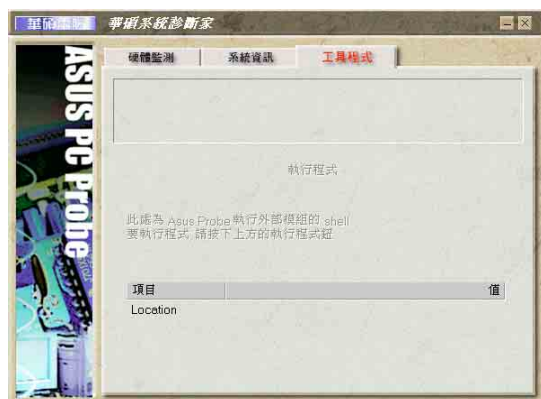 華碩電腦 華碩系統診斷家
ASUS PC Probe
硬體監測 系統資訊 工具程式
執行程式
此處為 Asus Probe 執行外部模組的 shell
要執行程式 請按下上方的執行程式鈕
項目 值
Location